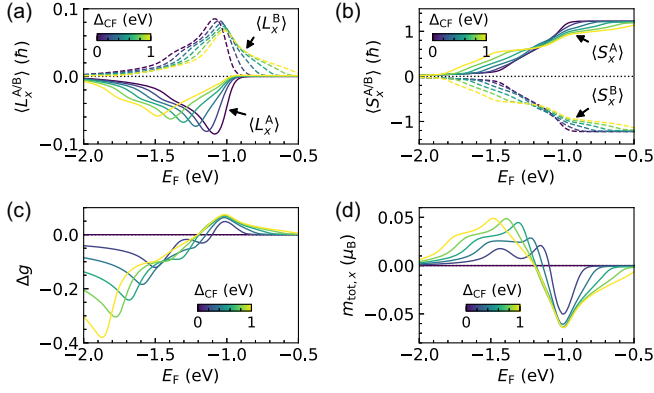 (a)
Δ_CF (eV)
0 1
⟨L_x^B⟩
⟨L_x^A⟩
⟨L_x^{A/B}⟩ (ħ)
0.1
0.0
−0.1
−2.0 −1.5 −1.0 −0.5
E_F (eV)
(b)
Δ_CF (eV)
0 1
⟨S_x^A⟩
⟨S_x^B⟩
⟨S_x^{A/B}⟩ (ħ)
1
0
−1
−2.0 −1.5 −1.0 −0.5
E_F (eV)
(c)
Δg
0.0
−0.2
−0.4
Δ_CF (eV)
0 1
−2.0 −1.5 −1.0 −0.5
E_F (eV)
(d)
m_{tot, x} (μ_B)
0.05
0.00
−0.05
Δ_CF (eV)
0 1
−2.0 −1.5 −1.0 −0.5
E_F (eV)